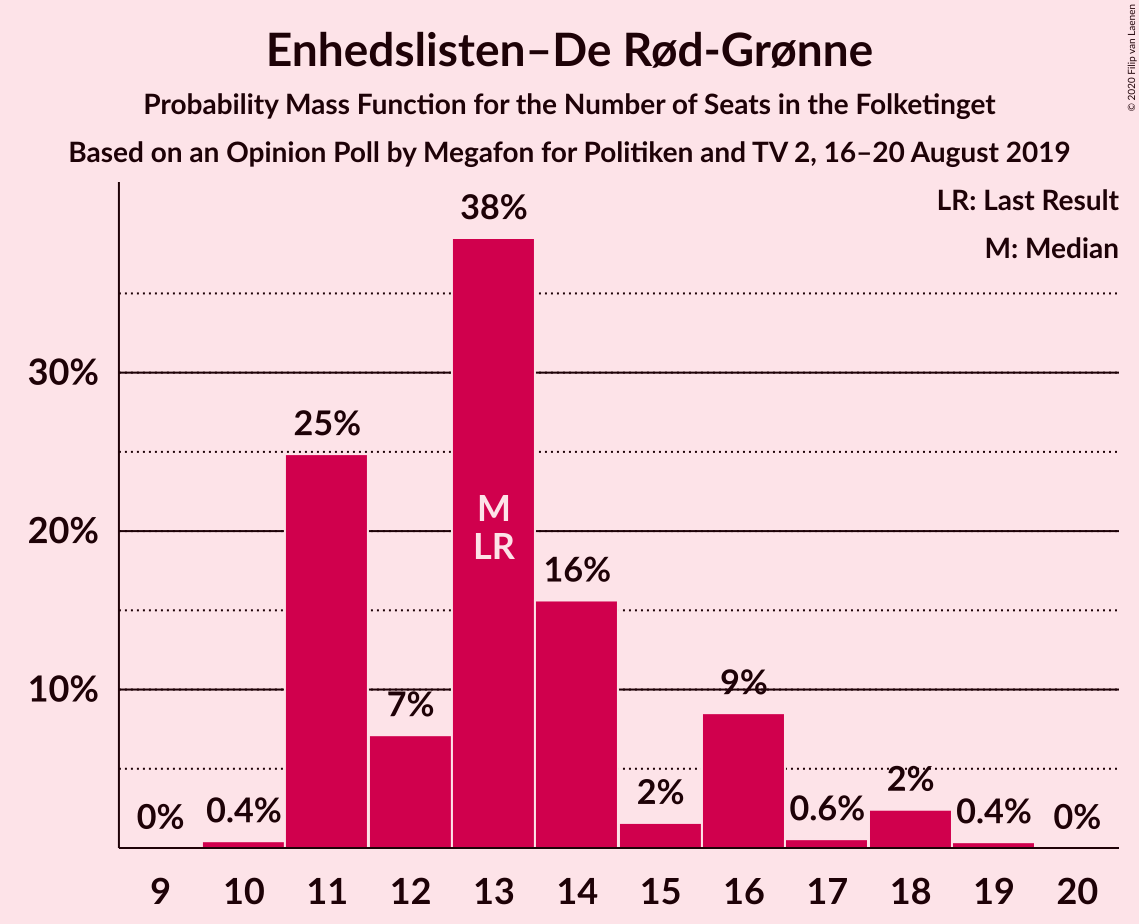 Enhedslisten–De Rød-Grønne
Probability Mass Function for the Number of Seats in the Folketinget
Based on an Opinion Poll by Megafon for Politiken and TV 2, 16–20 August 2019
© 2020 Filip van Laenen
LR: Last Result
M: Median
38%
30%
25%
20%
M
LR
16%
10%
7%
9%
0%
0.4%
2%
0.6%
2%
0.4%
0%
9 10 11 12 13 14 15 16 17 18 19 20